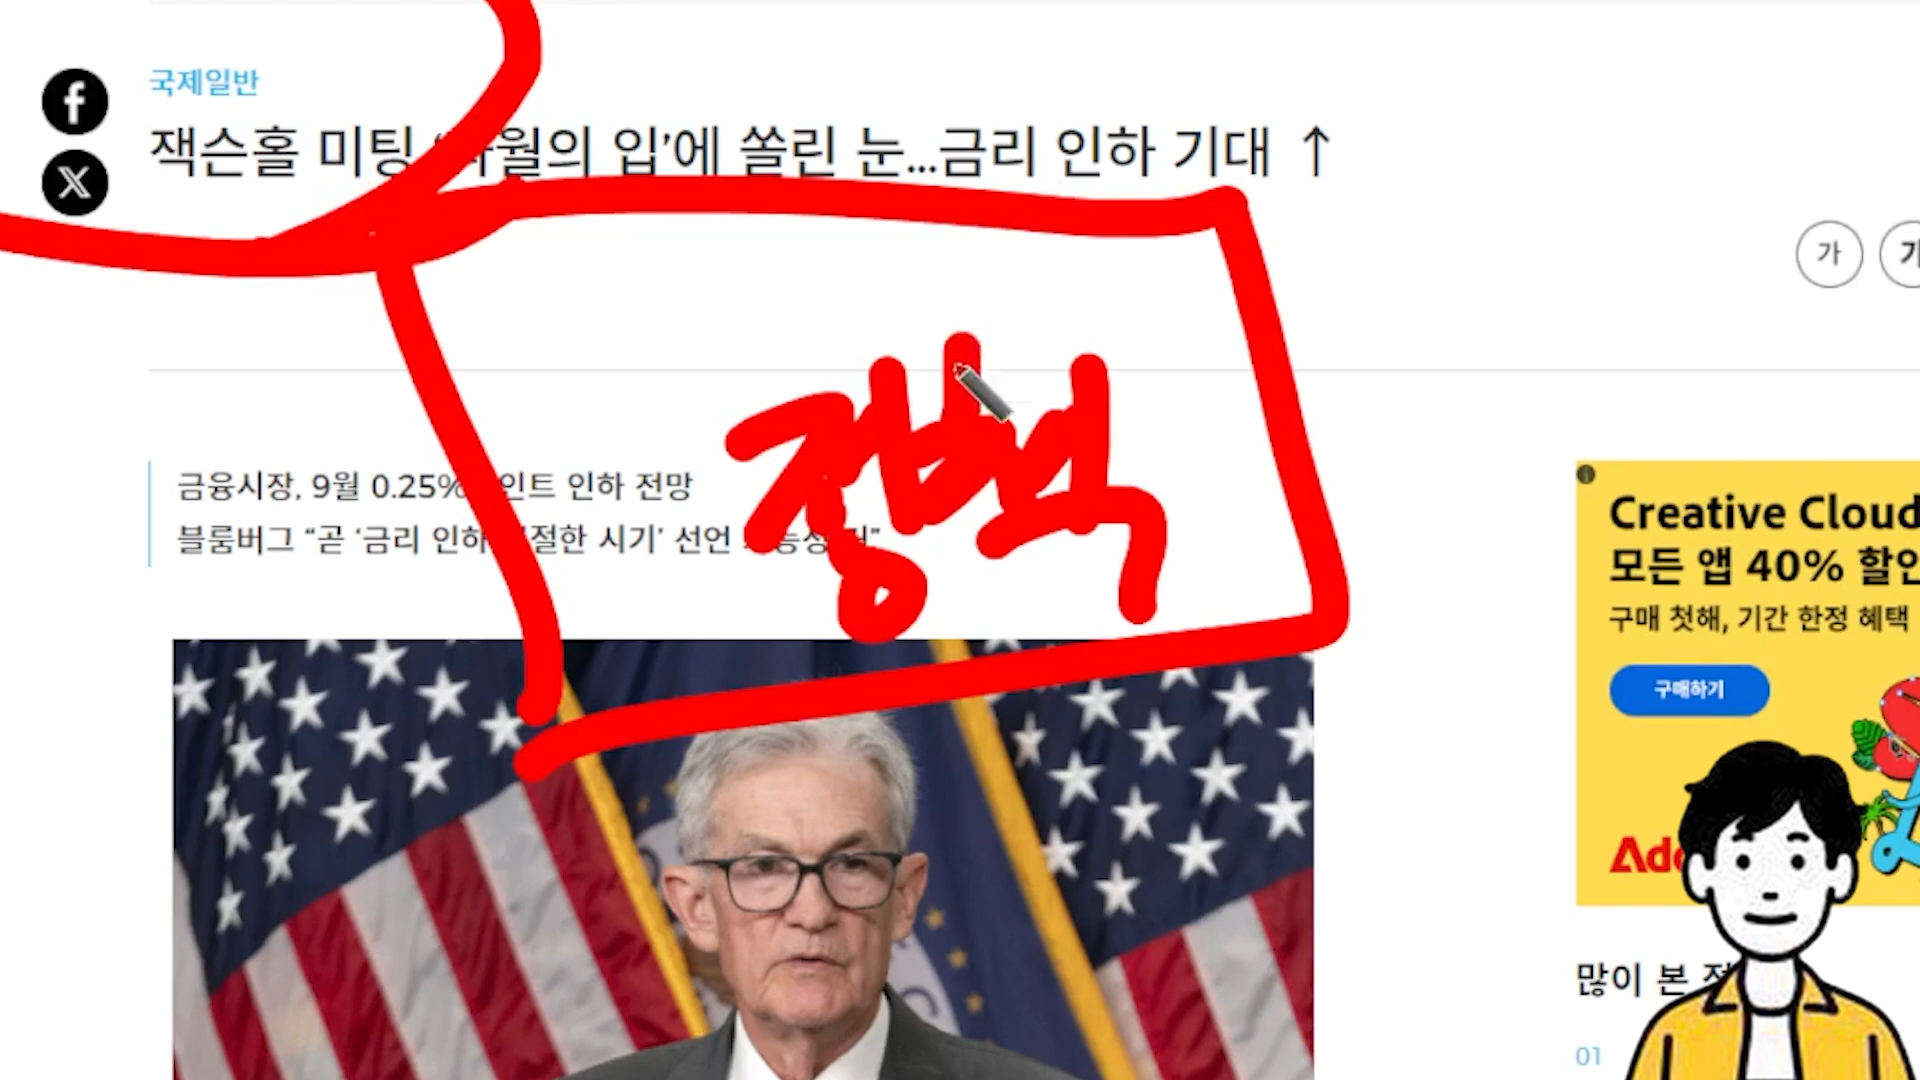 국제일반
잭슨홀 미팅 월의 입’에 쏠린 눈...금리 인하 기대 ↑
가
가
정책
금융시장, 9월 0.25% 인트 인하 전망
블룸버그 “곧 ‘금리 인하 절한 시기’ 선언
Creative Cloud
모든 앱 40% 할인
구매 첫해, 기간 한정 혜택
구매하기
많이 본
01